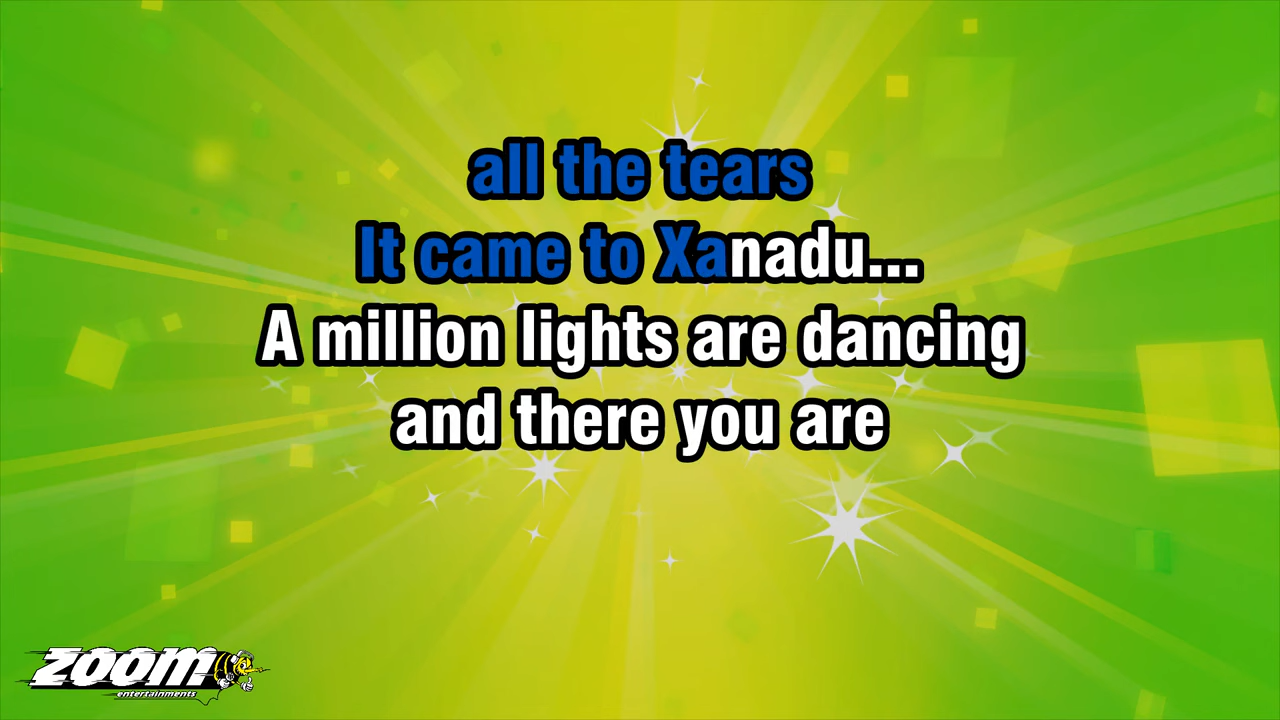 all the tears
It came to Xanadu...
A million lights are dancing
and there you are
zoom
entertainments